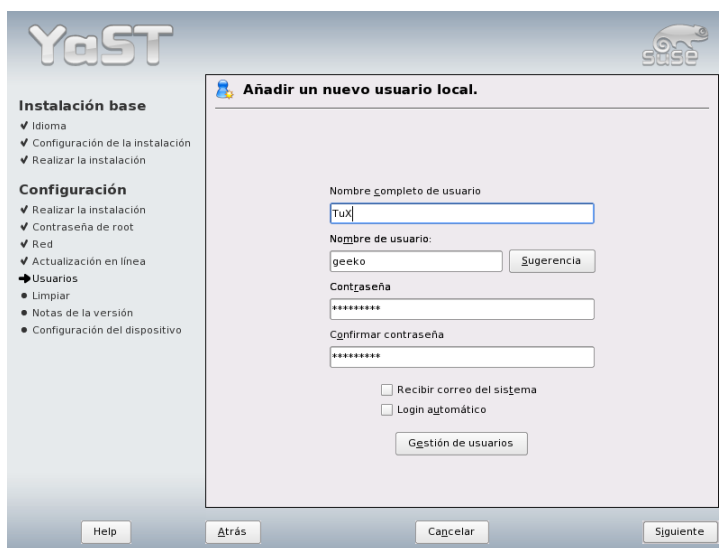 YaST
SUSE
Instalación base
Idioma
Configuración de la instalación
Realizar la instalación
Configuración
Realizar la instalación
Contraseña de root
Red
Actualización en línea
Usuarios
Limpiar
Notas de la versión
Configuración del dispositivo
Añadir un nuevo usuario local.
Nombre completo de usuario
TuX
Nombre de usuario:
geeko
Sugerencia
Contraseña
*********
Confirmar contraseña
*********
Recibir correo del sistema
Login automático
Gestión de usuarios
Help
Atrás
Cancelar
Siguiente